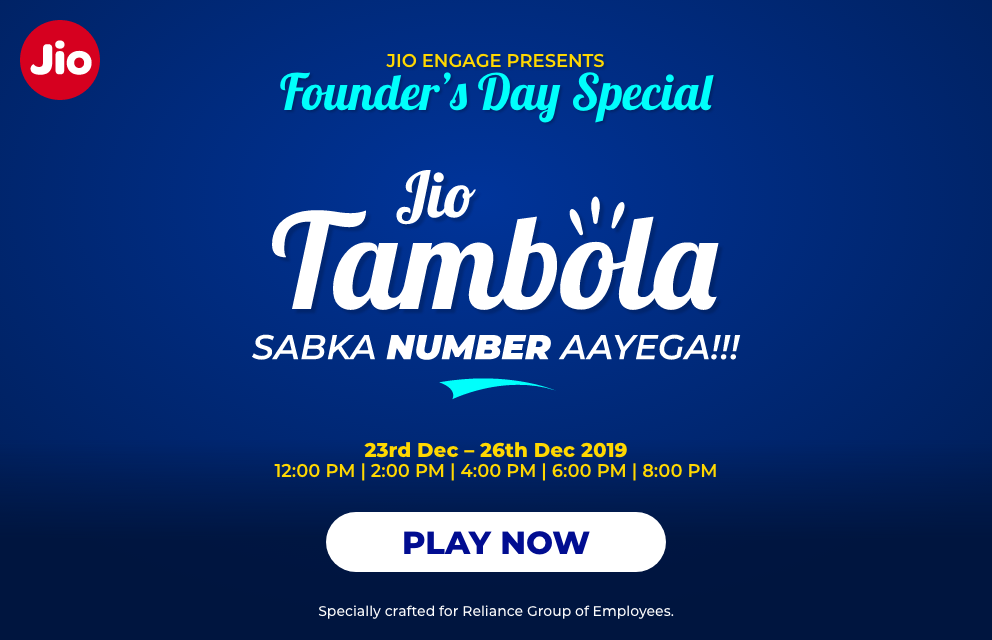 Jio
JIO ENGAGE PRESENTS
Founder's Day Special
Jio
Tambola
SABKA NUMBER AAYEGA!!!
23rd Dec – 26th Dec 2019
12:00 PM | 2:00 PM | 4:00 PM | 6:00 PM | 8:00 PM
PLAY NOW
Specially crafted for Reliance Group of Employees.